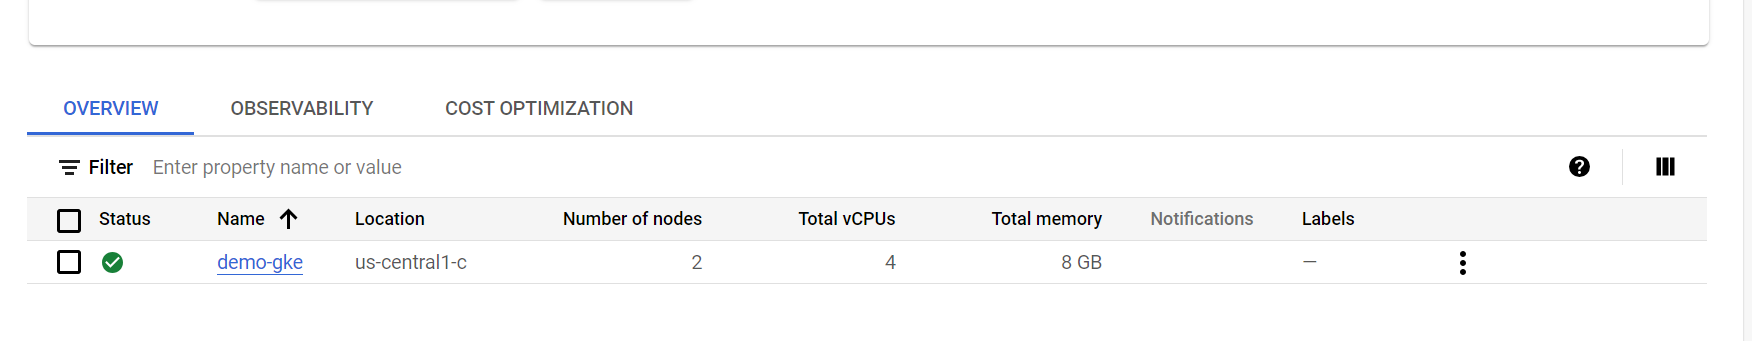 OVERVIEW OBSERVABILITY COST OPTIMIZATION
Filter Enter property name or value
Status Name Location Number of nodes Total vCPUs Total memory Notifications Labels
demo-gke us-central1-c 2 4 8 GB —